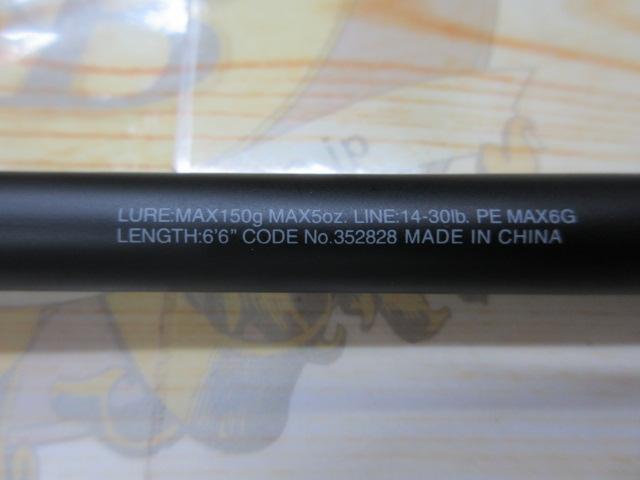 LURE:MAX150g MAX5oz. LINE:14-30lb. PE MAX6G
LENGTH:6'6" CODE No.352828 MADE IN CHINA